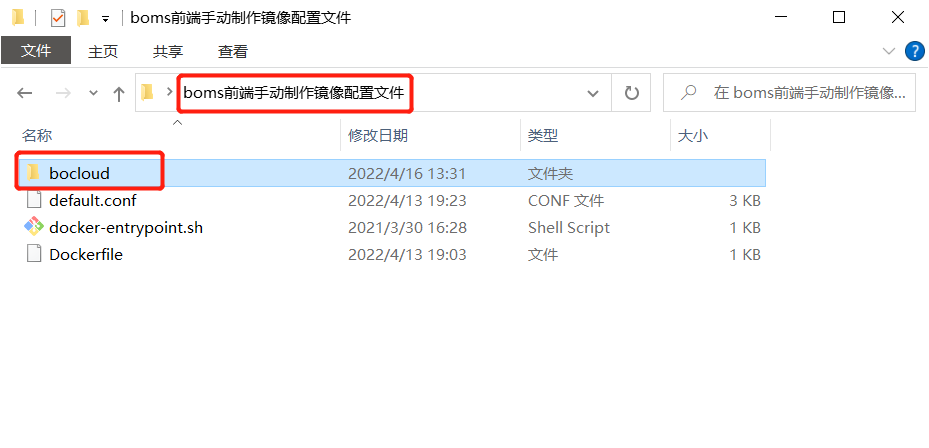 boms前端手动制作镜像配置文件
文件 主页 共享 查看
boms前端手动制作镜像配置文件 在 boms前端手动制作镜像...
名称 修改日期 类型 大小
bocloud 2022/4/16 13:31 文件夹
default.conf 2022/4/13 19:23 CONF 文件 3 KB
docker-entrypoint.sh 2021/3/30 16:28 Shell Script 1 KB
Dockerfile 2022/4/13 19:03 文件 1 KB